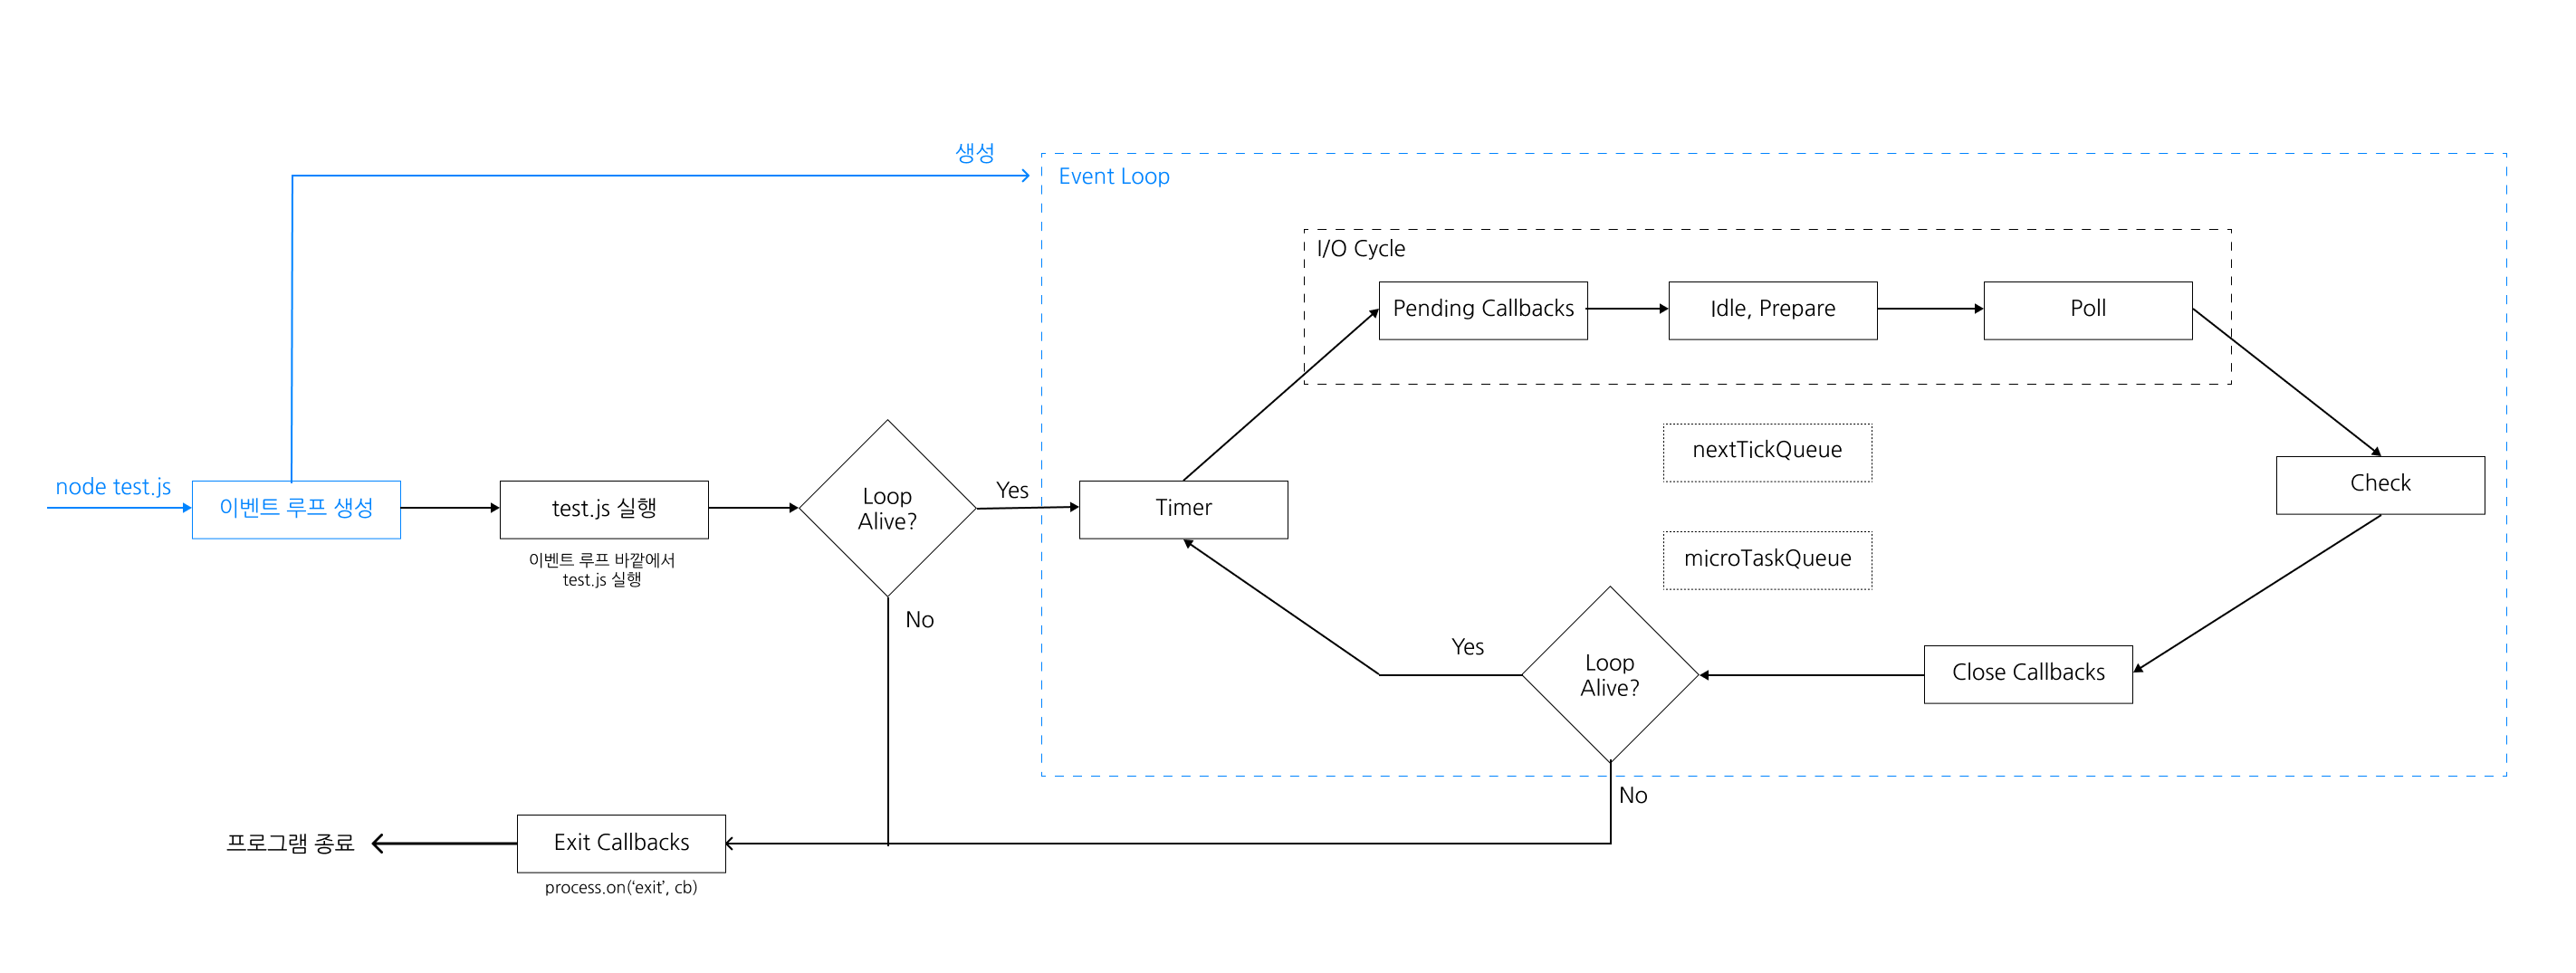 생성
Event Loop
I/O Cycle
Pending Callbacks
Idle, Prepare
Poll
nextTickQueue
node test.js
이벤트 루프 생성
test.js 실행
이벤트 루프 바깥에서
test.js 실행
Loop
Alive?
Yes
Timer
Check
microTaskQueue
No
Yes
Loop
Alive?
Close Callbacks
No
프로그램 종료
Exit Callbacks
process.on(‘exit’, cb)